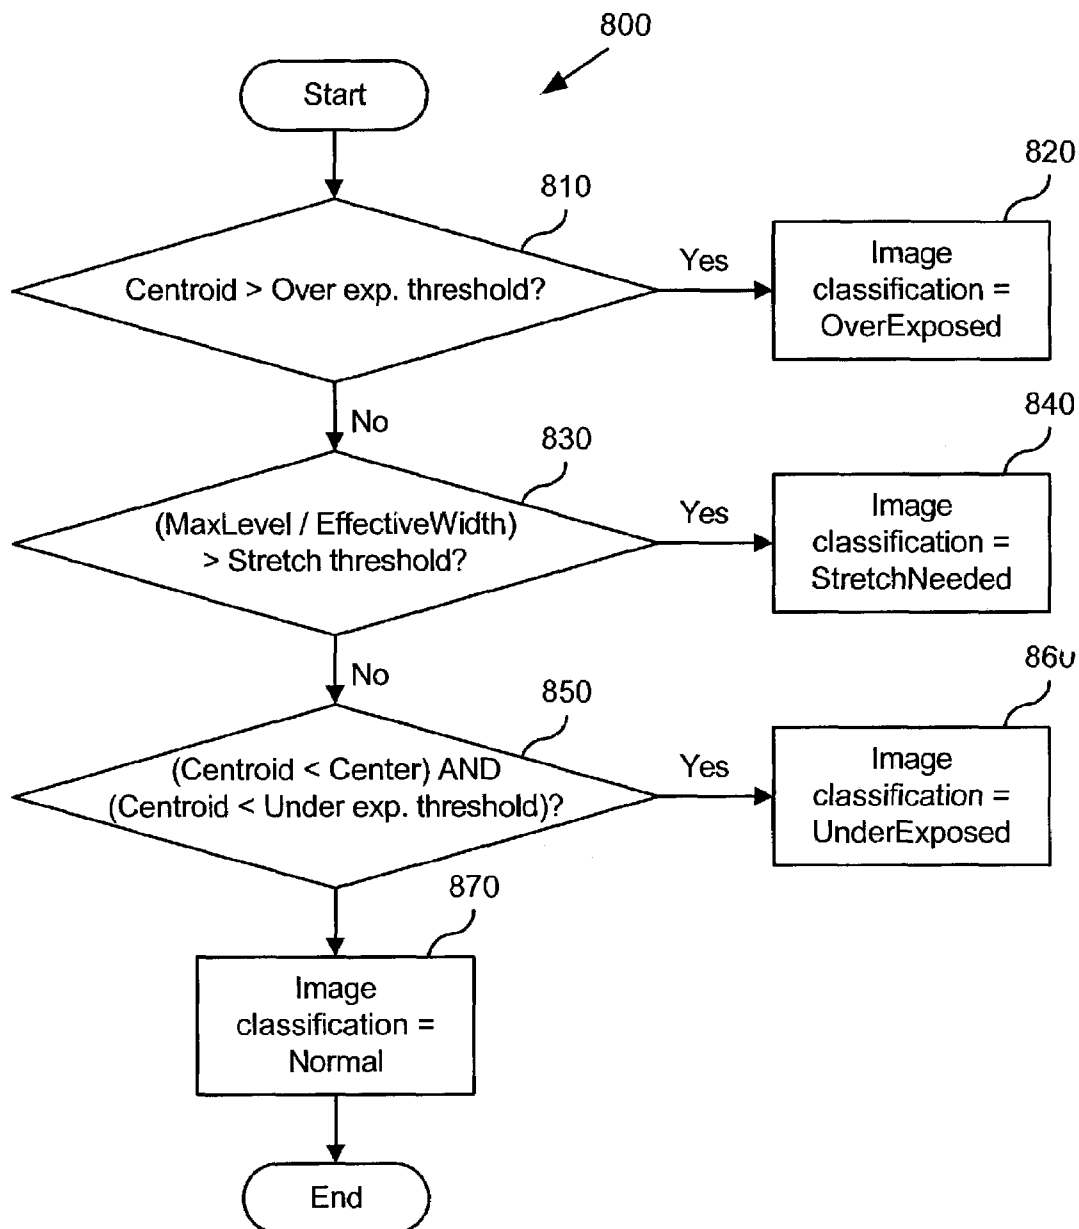 800
Start
810
820
Centroid > Over exp. threshold?
Yes
Image
classification =
OverExposed
No
830
840
(MaxLevel / EffectiveWidth)
> Stretch threshold?
Yes
Image
classification =
StretchNeeded
No
850
860
(Centroid < Center) AND
(Centroid < Under exp. threshold)?
Yes
Image
classification =
UnderExposed
870
Image
classification =
Normal
End